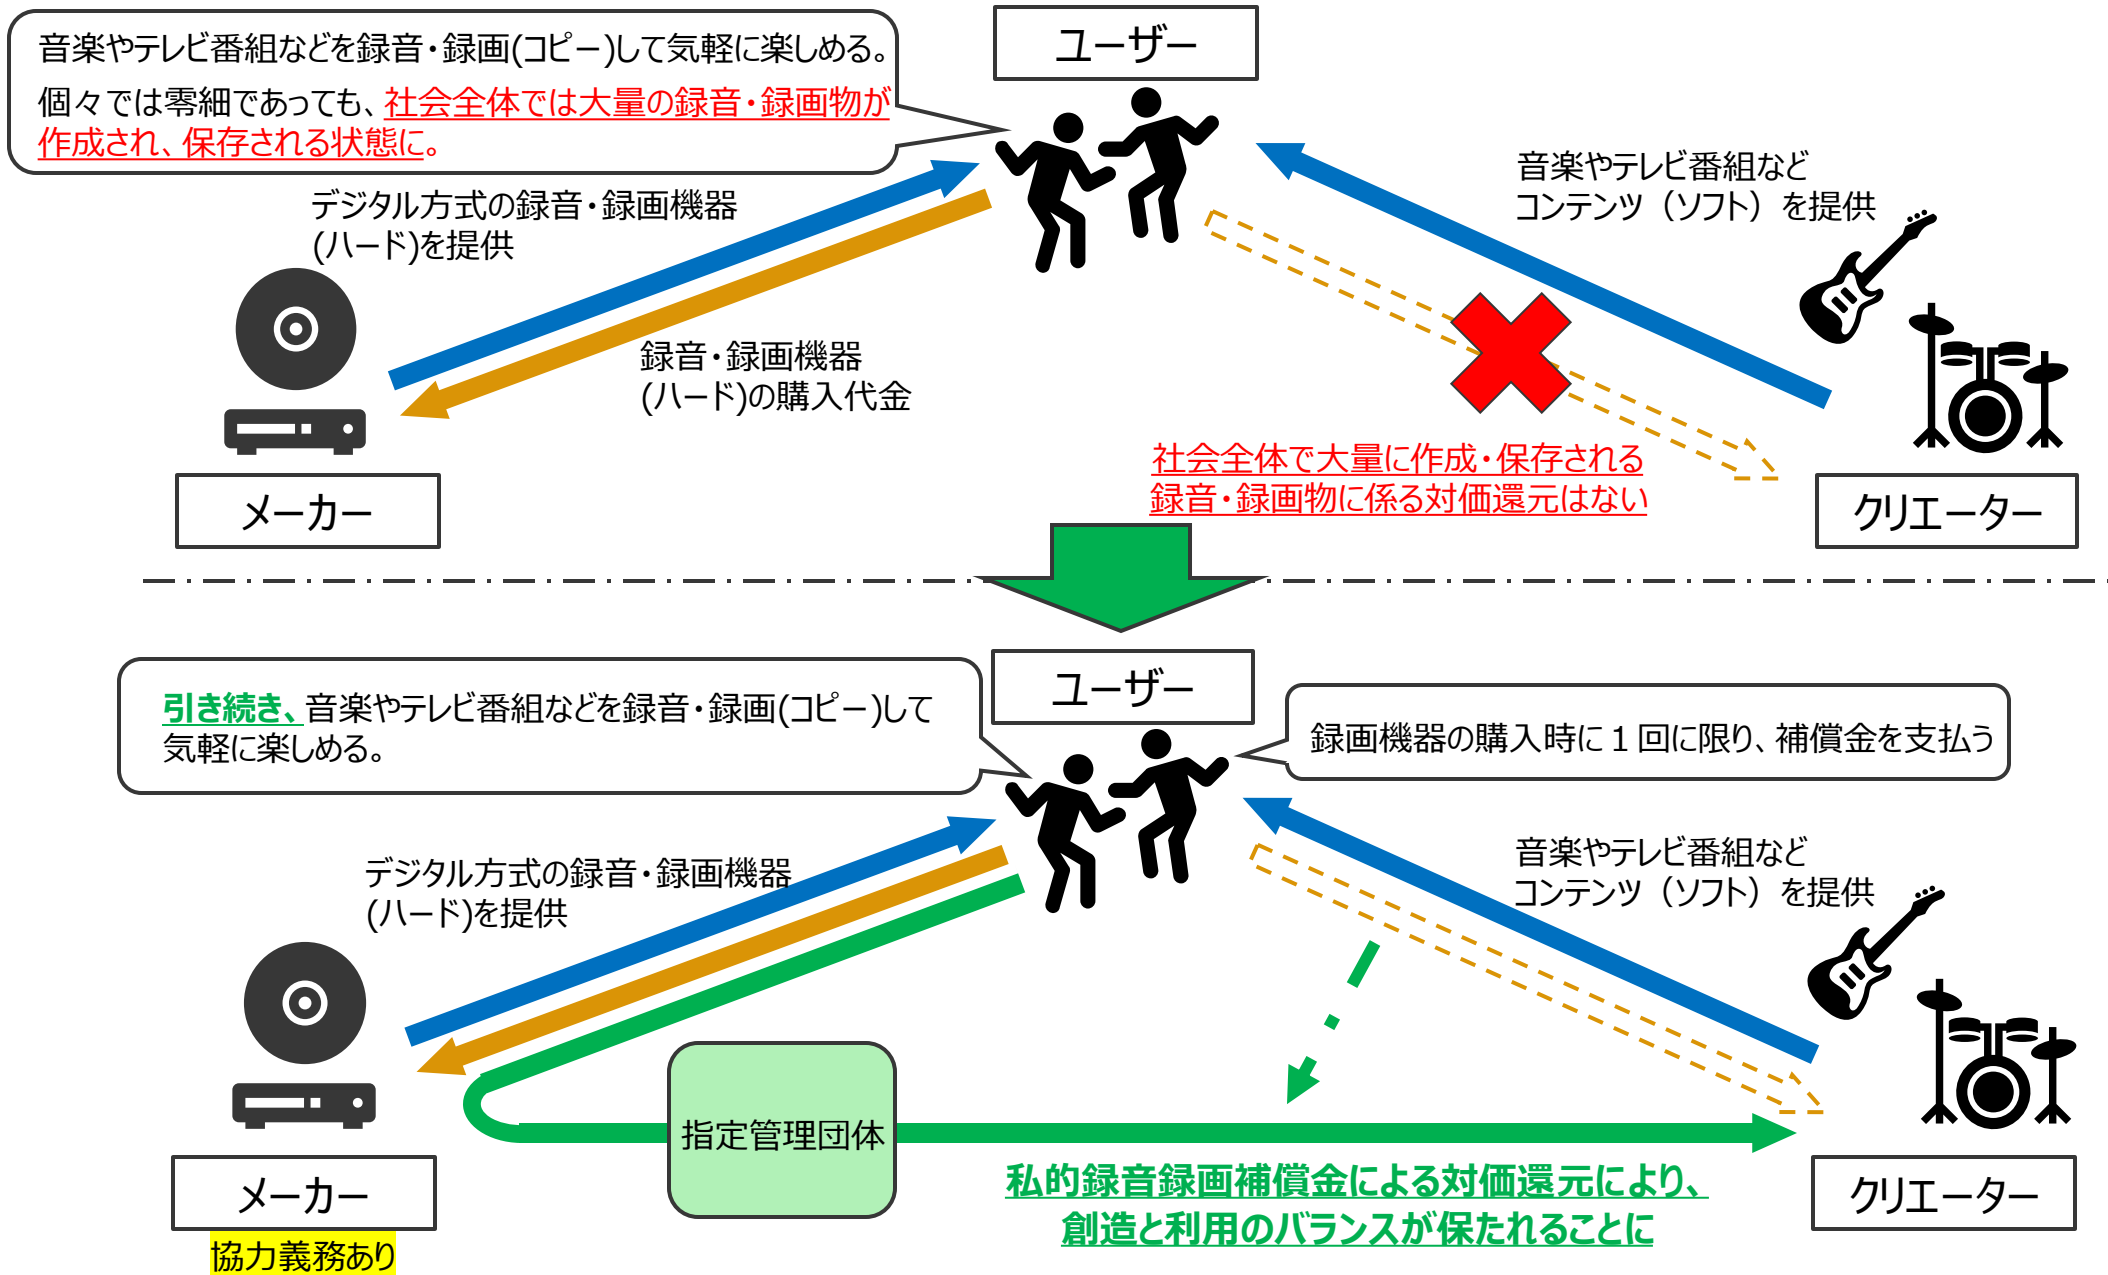 音楽やテレビ番組などを録音・録画(コピー)して気軽に楽しめる。
個々では零細であっても、社会全体では大量の録音・録画物が
作成され、保存される状態に。
ユーザー
音楽やテレビ番組など
コンテンツ（ソフト）を提供
デジタル方式の録音・録画機器
(ハード)を提供
録音・録画機器
(ハード)の購入代金
社会全体で大量に作成・保存される
録音・録画物に係る対価還元はない
メーカー
クリエーター
ユーザー
引き続き、音楽やテレビ番組などを録音・録画(コピー)して
気軽に楽しめる。
録画機器の購入時に１回に限り、補償金を支払う
デジタル方式の録音・録画機器
(ハード)を提供
音楽やテレビ番組など
コンテンツ（ソフト）を提供
指定管理団体
私的録音録画補償金による対価還元により、
創造と利用のバランスが保たれることに
メーカー
協力義務あり
クリエーター